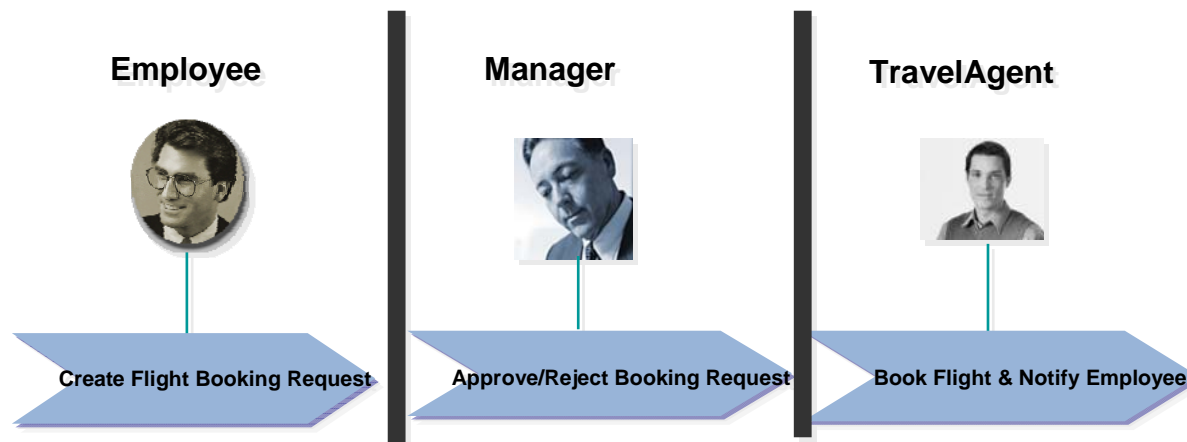 Employee
Manager
TravelAgent
Create Flight Booking Request
Approve/Reject Booking Request
Book Flight & Notify Employee